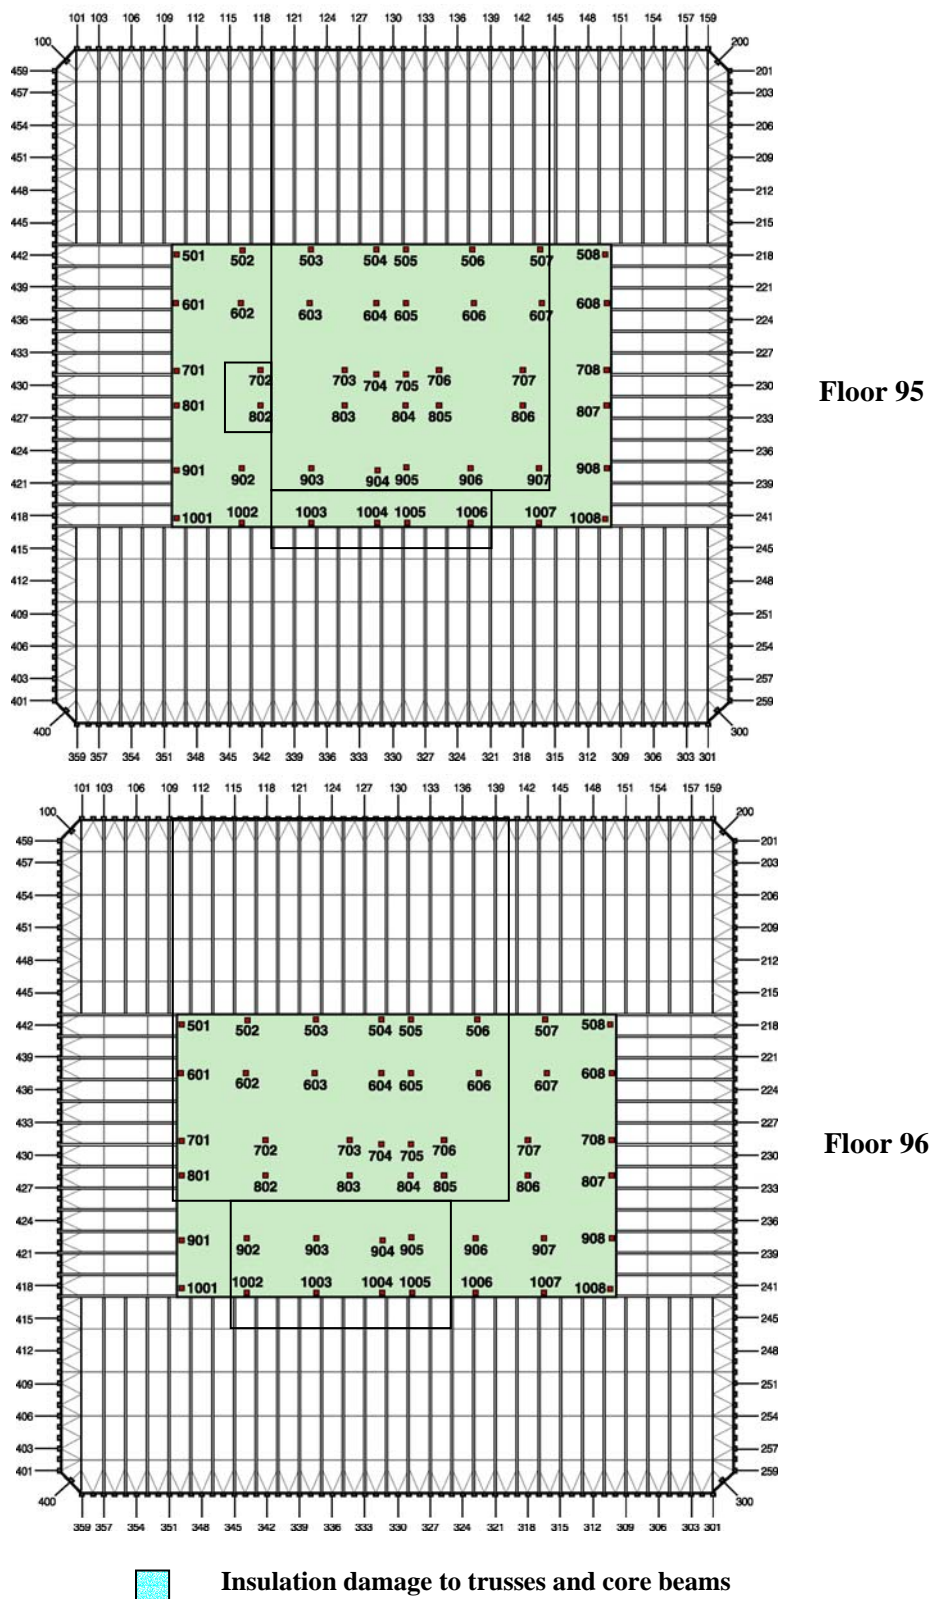 101 103 106 109 112 115 118 121 124 127 130 133 136 139 142 145 148 151 154 157 159
100 200
459 201
457 203
454 206
451 209
448 212
445 215
442 501 502 503 504 505 506 507 508 218
439 221
601 602 603 604 605 606 607 608
436 224
433 227
701 702 703 704 705 706 707 708
430 230
Floor 95
801 802 803 804 805 806 807
427 233
424 236
901 902 903 904 905 906 907 908
421 239
418 1001 1002 1003 1004 1005 1006 1007 1008 241
415 245
412 248
409 251
406 254
403 257
401 259
400 300
359 357 354 351 348 345 342 339 336 333 330 327 324 321 318 315 312 309 306 303 301
101 103 106 109 112 115 118 121 124 127 130 133 136 139 142 145 148 151 154 157 159
100 200
459 201
457 203
454 206
451 209
448 212
445 215
442 501 502 503 504 505 506 507 508 218
439 221
601 602 603 604 605 606 607 608
436 224
433 227
701 702 703 704 705 706 707 708
430 230
Floor 96
801 802 803 804 805 806 807
427 233
424 236
901 902 903 904 905 906 907 908
421 239
418 1001 1002 1003 1004 1005 1006 1007 1008 241
415 245
412 248
409 251
406 254
403 257
401 259
400 300
359 357 354 351 348 345 342 339 336 333 330 327 324 321 318 315 312 309 306 303 301
Insulation damage to trusses and core beams